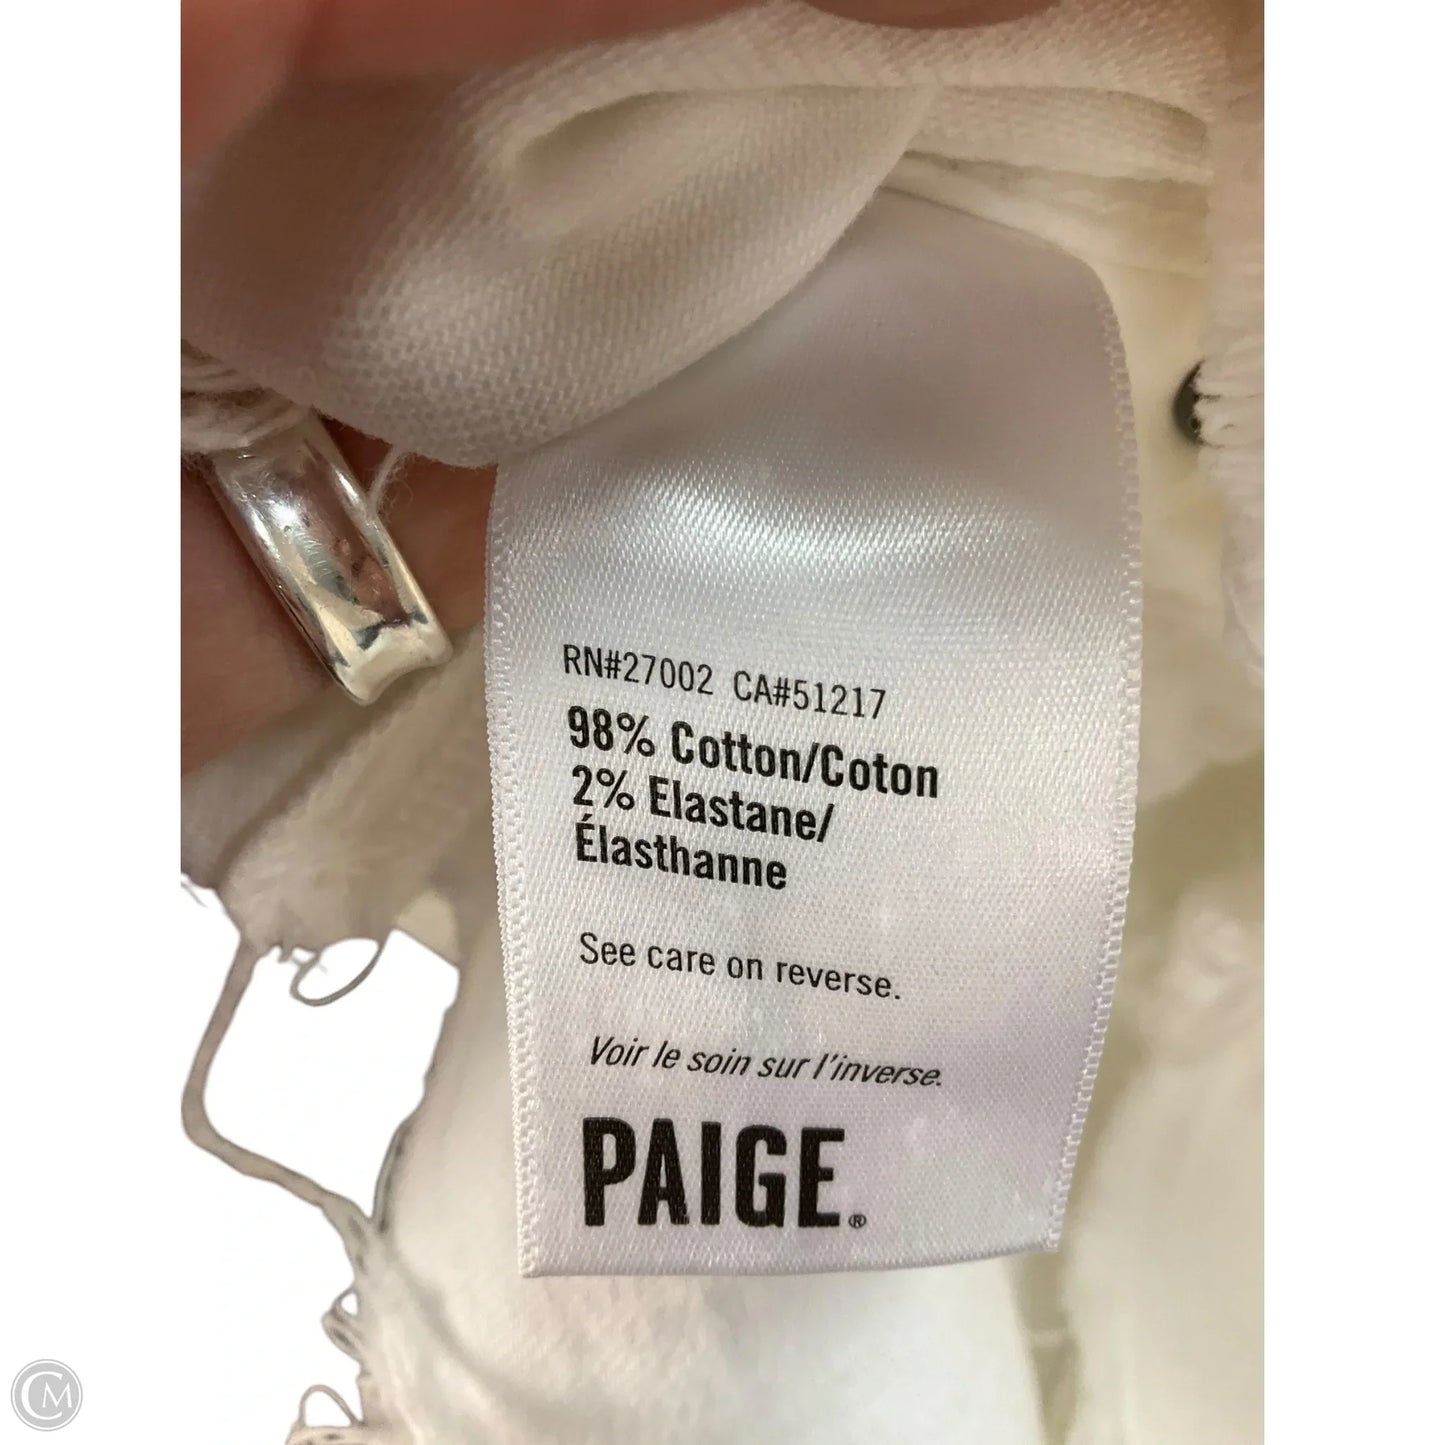 RN#27002 CA#51217
98% Cotton/Coton
2% Elastane/
Élasthanne
See care on reverse.
Voir le soin sur l'inverse.
PAIGE®
CM